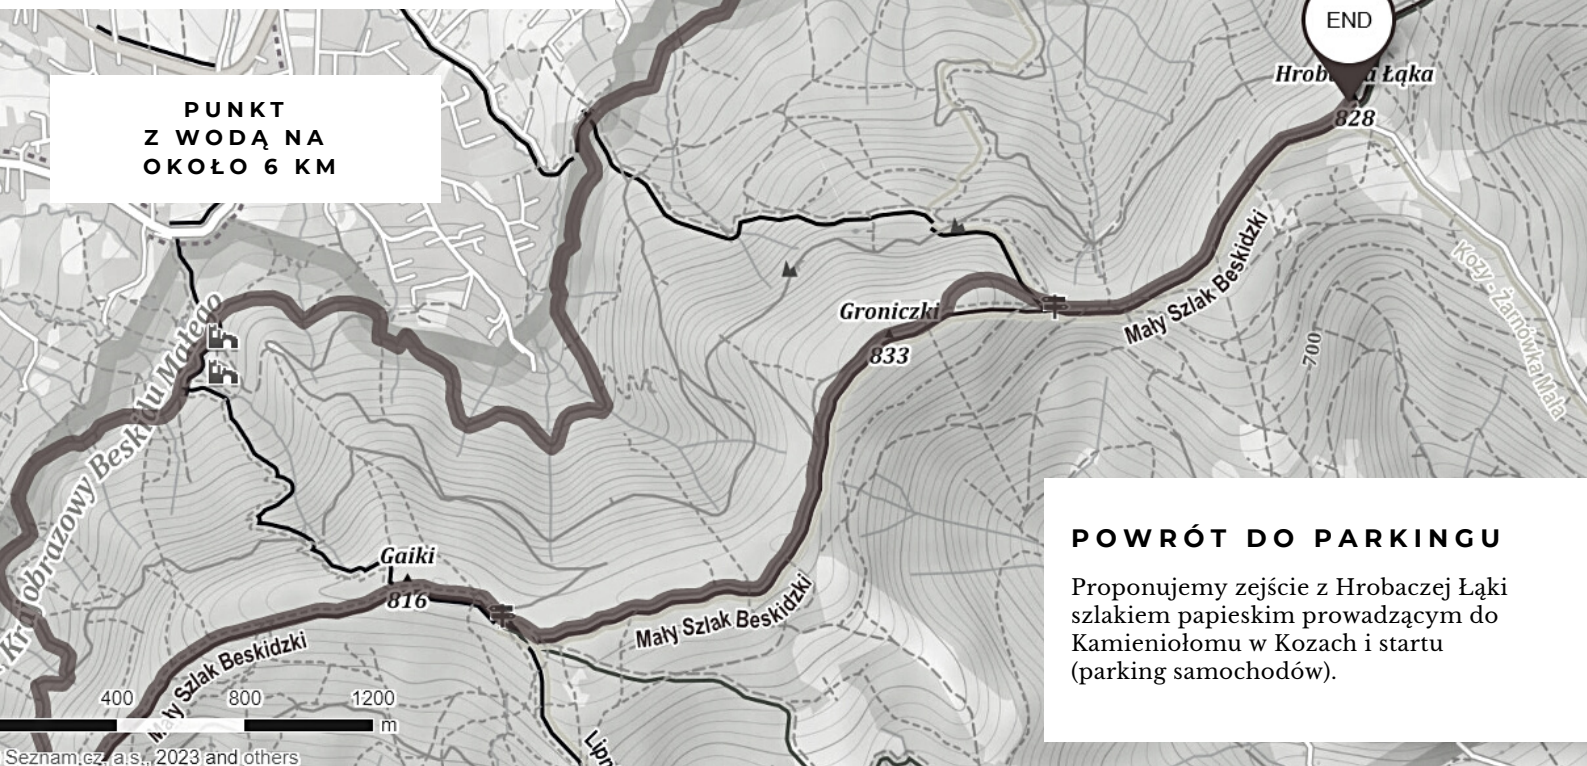 END
Hrobacza Łąka
828
PUNKT
Z WODĄ NA
OKOŁO 6 KM
Mały Szlak Beskidzki
Kozy - Żarnówka Mała
Groniczki
833
700
Krajobrazowy Beskidu Małego
Gaiki
816
Mały Szlak Beskidzki
Mały Szlak Beskidzki
Lipn
POWRÓT DO PARKINGU
Proponujemy zejście z Hrobaczej Łąki
szlakiem papieskim prowadzącym do
Kamieniołomu w Kozach i startu
(parking samochodów).
400 800 1200
m
Seznam.cz, a.s., 2023 and others